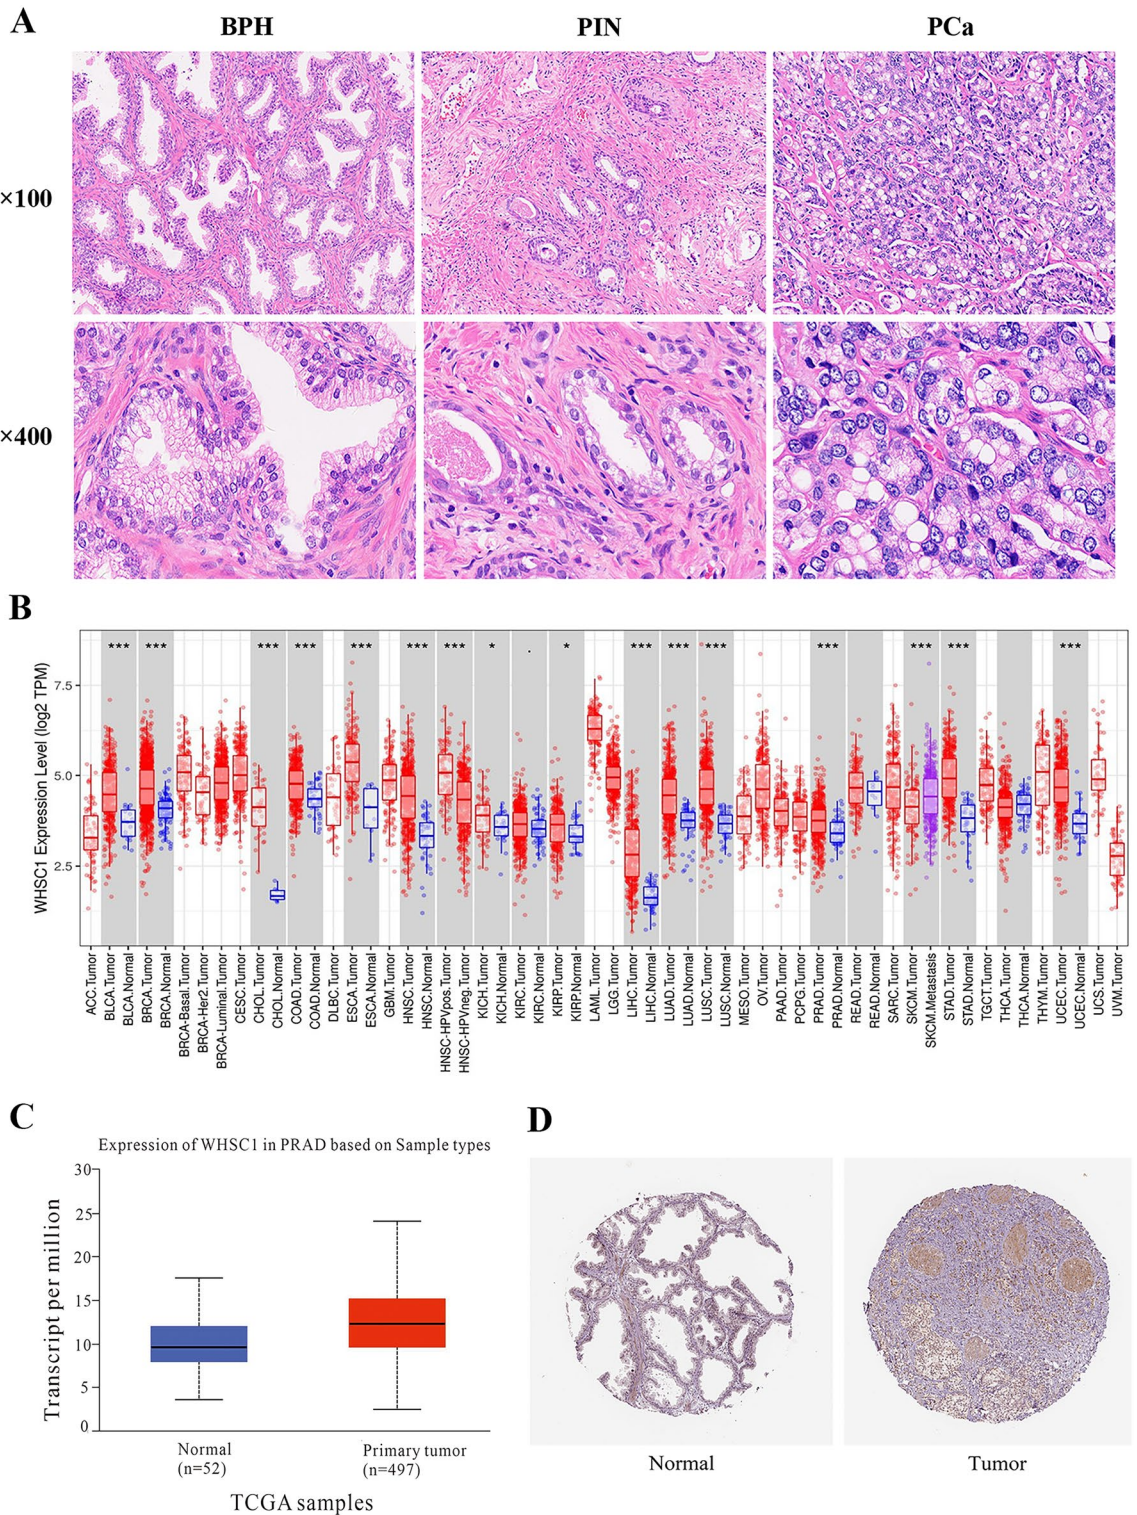 A
BPH
PIN
PCa
×100
×400
B
WHSC1 Expression Level (log2 TPM)
7.5
5.0
2.5
*** *** *** *** *** *** *** * . * *** *** *** *** *** *** ***
ACC.Tumor
BLCA.Tumor
BLCA.Normal
BRCA.Tumor
BRCA.Normal
BRCA-Basal.Tumor
BRCA-Her2.Tumor
BRCA-Luminal.Tumor
CESC.Tumor
CHOL.Tumor
CHOL.Normal
COAD.Tumor
COAD.Normal
DLBC.Tumor
ESCA.Tumor
ESCA.Normal
GBM.Tumor
HNSC.Tumor
HNSC.Normal
HNSC-HPVpos.Tumor
HNSC-HPVneg.Tumor
KICH.Tumor
KICH.Normal
KIRC.Tumor
KIRC.Normal
KIRP.Tumor
KIRP.Normal
LAML.Tumor
LGG.Tumor
LIHC.Tumor
LIHC.Normal
LUAD.Tumor
LUAD.Normal
LUSC.Tumor
LUSC.Normal
MESO.Tumor
OV.Tumor
PAAD.Tumor
PCPG.Tumor
PRAD.Tumor
PRAD.Normal
READ.Tumor
READ.Normal
SARC.Tumor
SKCM.Tumor
SKCM.Metastasis
STAD.Tumor
STAD.Normal
TGCT.Tumor
THCA.Tumor
THCA.Normal
THYM.Tumor
UCEC.Tumor
UCEC.Normal
UCS.Tumor
UVM.Tumor
C
Expression of WHSC1 in PRAD based on Sample types
Transcript per million
30
25
20
15
10
5
0
Normal
(n=52)
Primary tumor
(n=497)
TCGA samples
D
Normal
Tumor